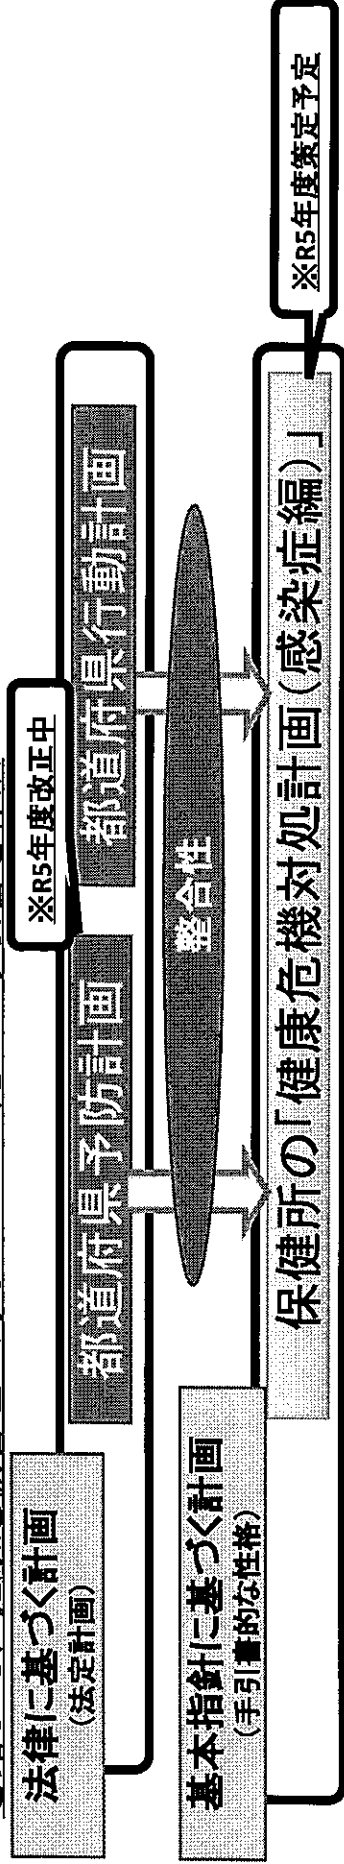 法律に基づく計画
(法定計画)
都道府県予防計画
※R5年度改正中
都道府県行動計画
整合性
基本指針に基づく計画
(手引書的な性格)
保健所の「健康危機対処計画(感染症編)」
※R5年度策定予定